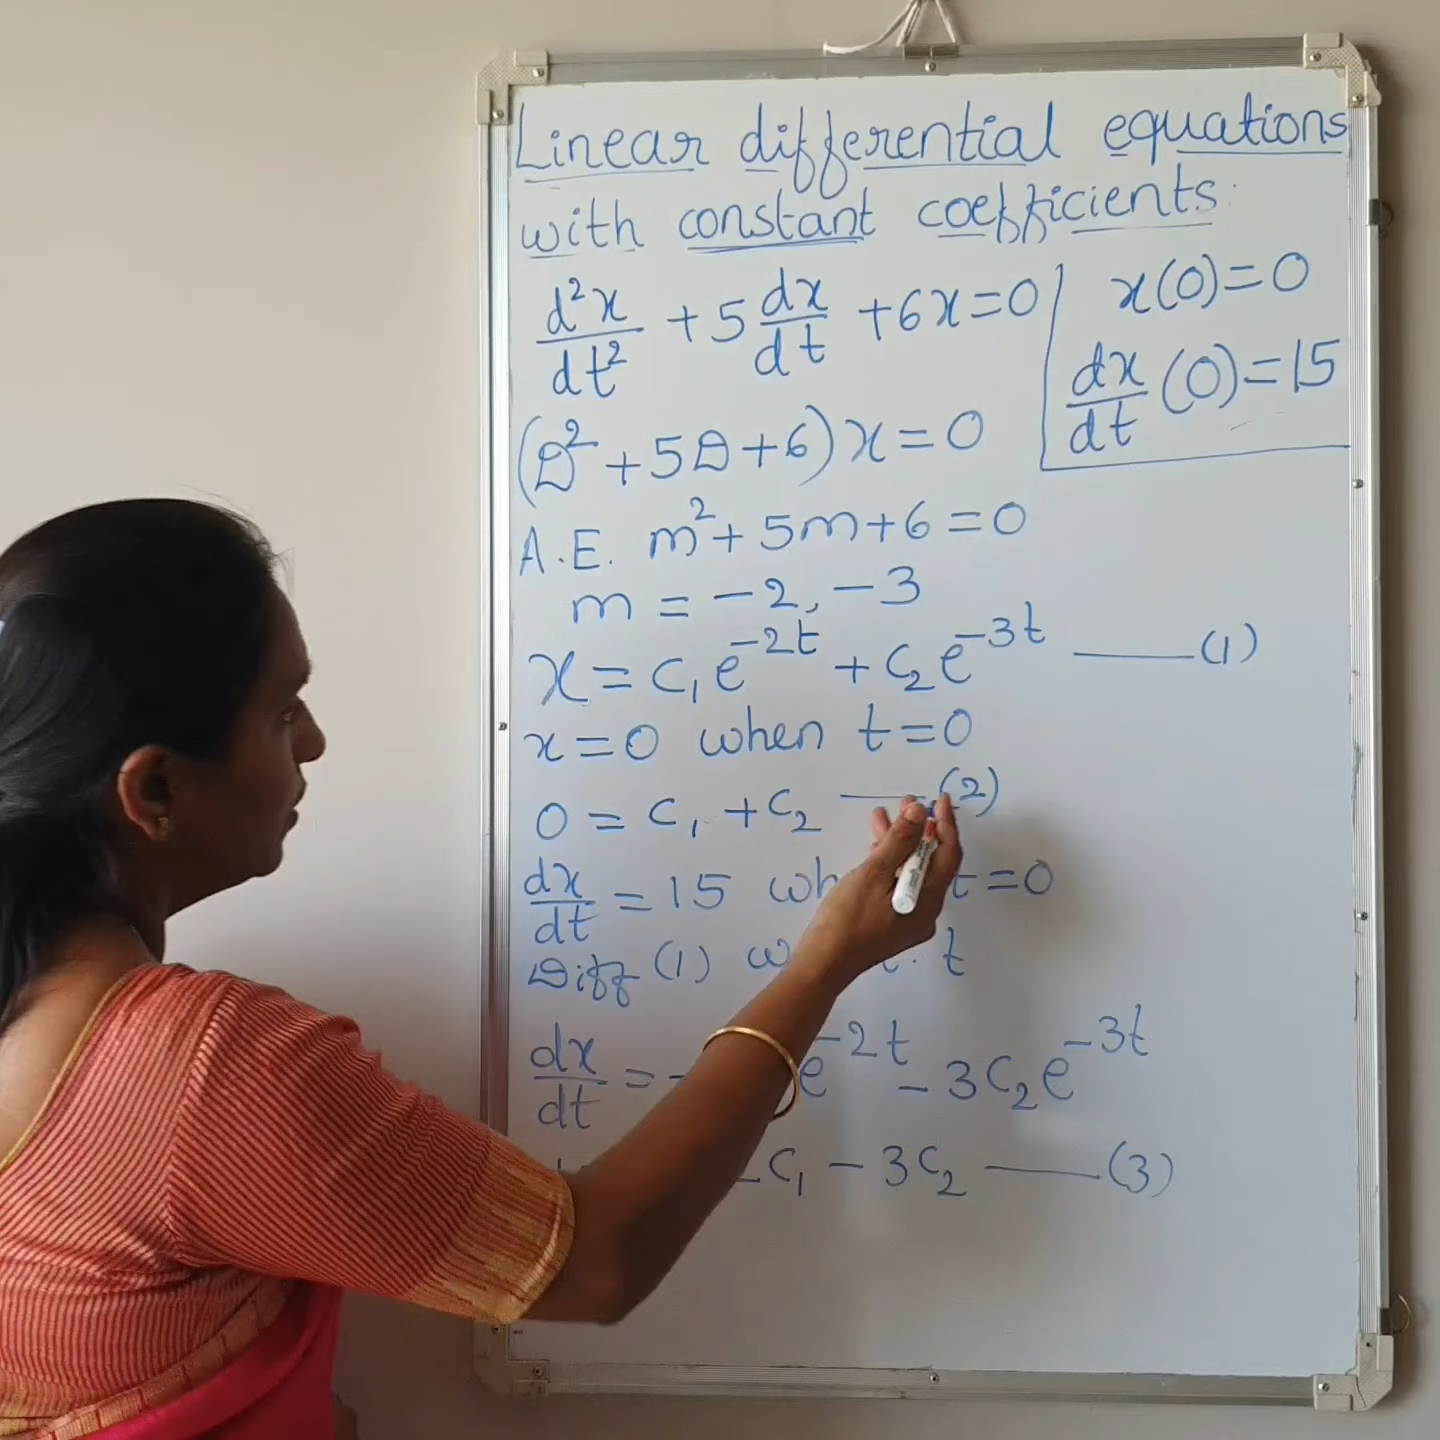 Linear differential equations
with constant coefficients:
d²x/dt² + 5 dx/dt + 6x = 0
x(0) = 0
dx/dt (0) = 15
(D² + 5D + 6) x = 0
A.E. m² + 5m + 6 = 0
m = -2, -3
x = c₁e^-2t + c₂e^-3t —— (1)
x = 0 when t = 0
0 = c₁ + c₂ —— (2)
dx/dt = 15 t = 0
Diff (1) t
dx/dt = - e^-2t - 3c₂e^-3t
2c₁ - 3c₂ —— (3)